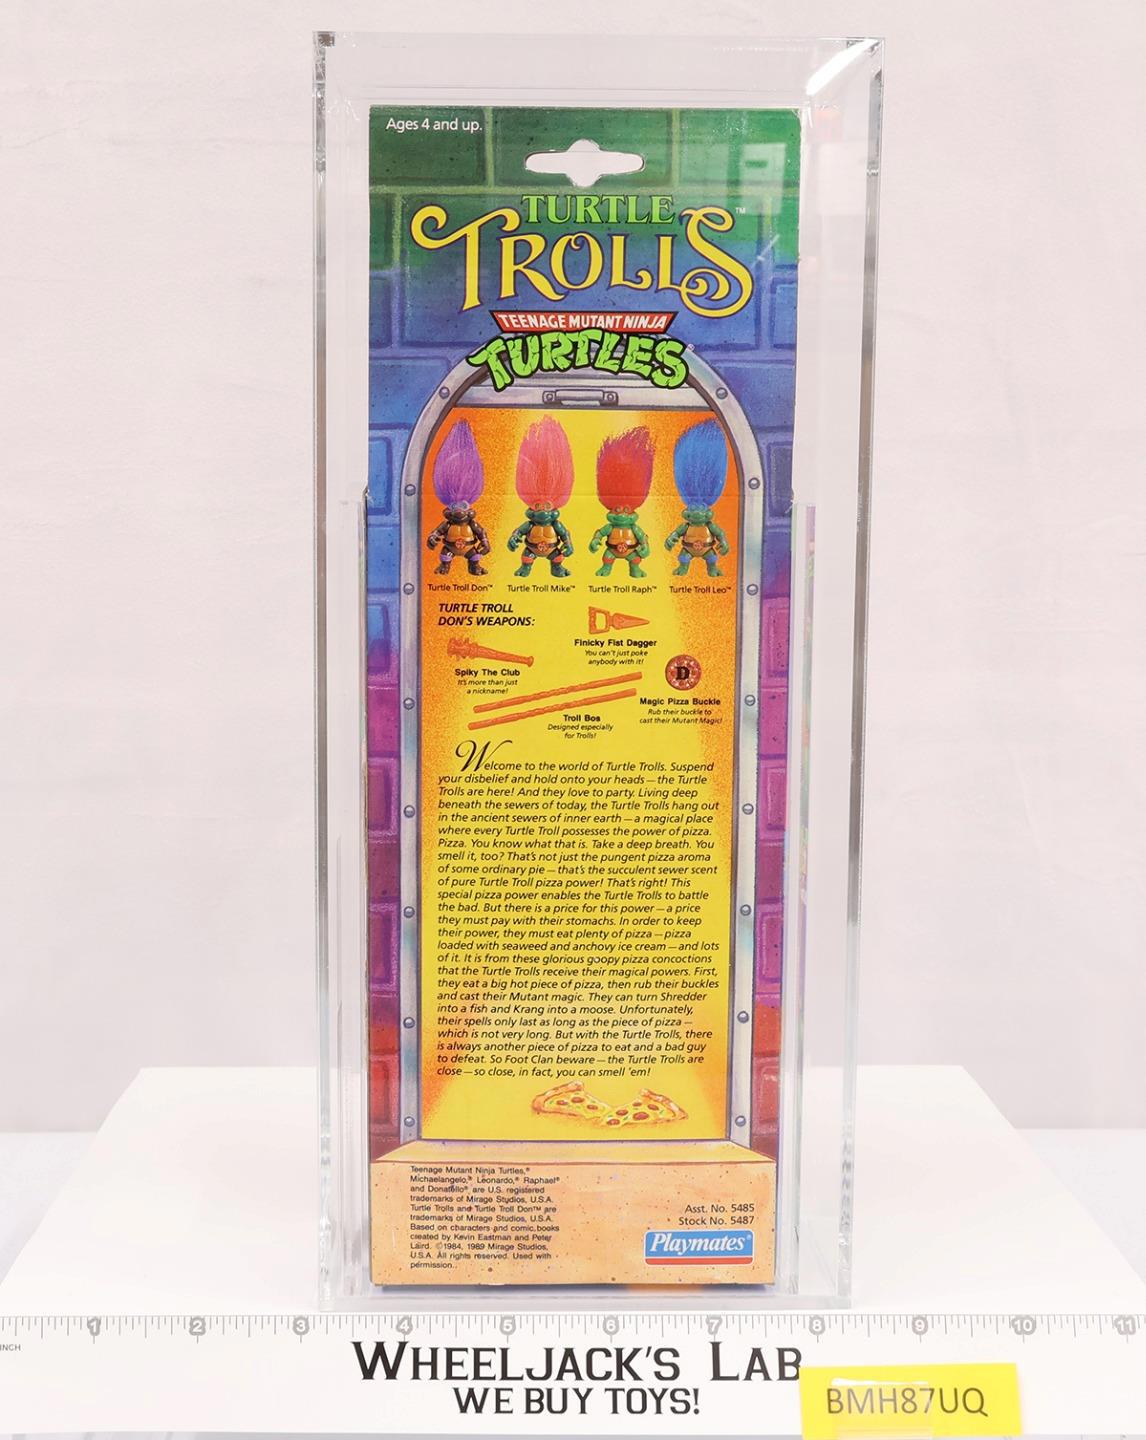 Ages 4 and up.
TURTLE
TROLLS™
TEENAGE MUTANT NINJA
TURTLES®
Turtle Troll Don™ Turtle Troll Mike™ Turtle Troll Raph™ Turtle Troll Leo™
TURTLE TROLL
DON'S WEAPONS:
Finicky Fist Dagger
You can't just poke
anybody with it!
Spiky The Club
It's more than just
a nickname!
D
Magic Pizza Buckle
Rub their buckle to
cast their Mutant Magic!
Troll Bos
Designed especially
for Trolls!
Welcome to the world of Turtle Trolls. Suspend
your disbelief and hold onto your heads — the Turtle
Trolls are here! And they love to party. Living deep
beneath the sewers of today, the Turtle Trolls hang out
in the ancient sewers of inner earth — a magical place
where every Turtle Troll possesses the power of pizza.
Pizza. You know what that is. Take a deep breath. You
smell it, too? That's not just the pungent pizza aroma
of some ordinary pie — that's the succulent sewer scent
of pure Turtle Troll pizza power! That's right! This
special pizza power enables the Turtle Trolls to battle
the bad. But there is a price for this power — a price
they must pay with their stomachs. In order to keep
their power, they must eat plenty of pizza — pizza
loaded with seaweed and anchovy ice cream — and lots
of it. It is from these glorious goopy pizza concoctions
that the Turtle Trolls receive their magical powers. First,
they eat a big hot piece of pizza, then rub their buckles
and cast their Mutant magic. They can turn Shredder
into a fish and Krang into a moose. Unfortunately,
their spells only last as long as the piece of pizza —
which is not very long. But with the Turtle Trolls, there
is always another piece of pizza to eat and a bad guy
to defeat. So Foot Clan beware — the Turtle Trolls are
close — so close, in fact, you can smell 'em!
Teenage Mutant Ninja Turtles,®
Michaelangelo,® Leonardo,® Raphael®
and Donatello® are U.S. registered
trademarks of Mirage Studios, U.S.A.
Turtle Trolls and Turtle Troll Don™ are
trademarks of Mirage Studios, U.S.A.
Based on characters and comic books
created by Kevin Eastman and Peter
Laird. ©1984, 1989 Mirage Studios,
U.S.A. All rights reserved. Used with
permission.
Asst. No. 5485
Stock No. 5487
Playmates®
INCH 1 2 3 4 5 6 7 8 9 10 11
WHEELJACK'S LAB
WE BUY TOYS!
BMH87UQ